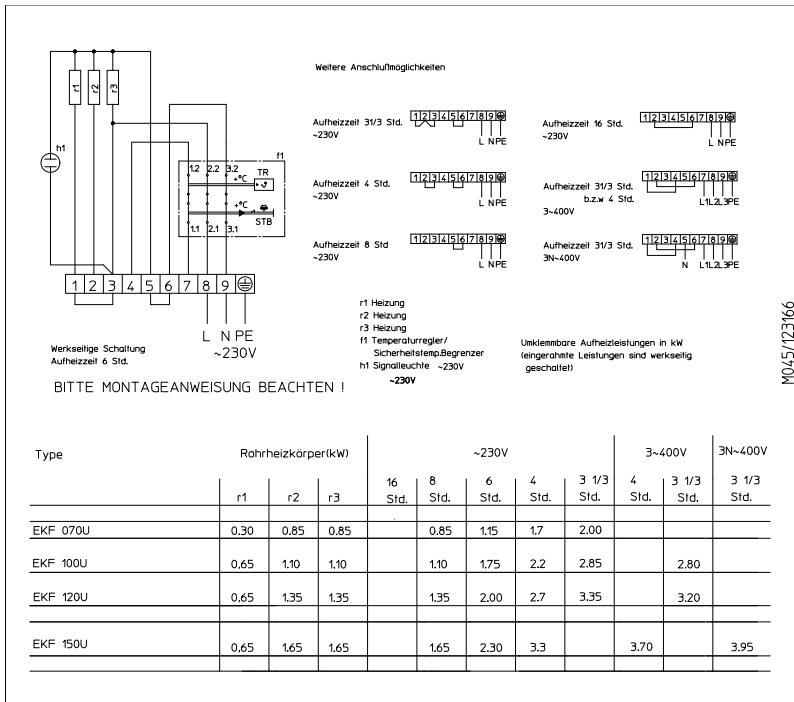 Weitere Anschlußmöglichkeiten
r1 r2 r3
h1
f1
1.2 2.2 3.2
TR
+°C
+°C
STB
1.1 2.1 3.1
1 2 3 4 5 6 7 8 9
L N PE
~230V
Werkseitige Schaltung
Aufheizzeit 6 Std.
BITTE MONTAGEANWEISUNG BEACHTEN !
Aufheizzeit 31/3 Std.
~230V
1 2 3 4 5 6 7 8 9
L NPE
Aufheizzeit 4 Std.
~230V
1 2 3 4 5 6 7 8 9
L NPE
Aufheizzeit 8 Std
~230V
1 2 3 4 5 6 7 8 9
L NPE
Aufheizzeit 16 Std.
~230V
1 2 3 4 5 6 7 8 9
L NPE
Aufheizzeit 31/3 Std.
b.z.w 4 Std.
3~400V
1 2 3 4 5 6 7 8 9
L1L2L3PE
Aufheizzeit 31/3 Std.
3N~400V
1 2 3 4 5 6 7 8 9
N L1L2L3PE
r1 Heizung
r2 Heizung
r3 Heizung
f1 Temperaturregler/
Sicherheitstemp.Begrenzer
h1 Signalleuchte ~230V
~230V
Umklemmbare Aufheizleistungen in kW
(eingerahmte Leistungen sind werkseitig
geschaltet)
M045/123166
Type Rohrheizkörper(kW) ~230V 3~400V 3N~400V
16 8 6 4 3 1/3 4 3 1/3 3 1/3
r1 r2 r3 Std. Std. Std. Std. Std. Std. Std. Std.
EKF 070U 0.30 0.85 0.85 0.85 1.15 1.7 2.00
EKF 100U 0,65 1.10 1.10 1.10 1.75 2.2 2.85 2.80
EKF 120U 0,65 1.35 1.35 1.35 2.00 2.7 3.35 3.20
EKF 150U 0,65 1.65 1.65 1.65 2.30 3.3 3.70 3.95